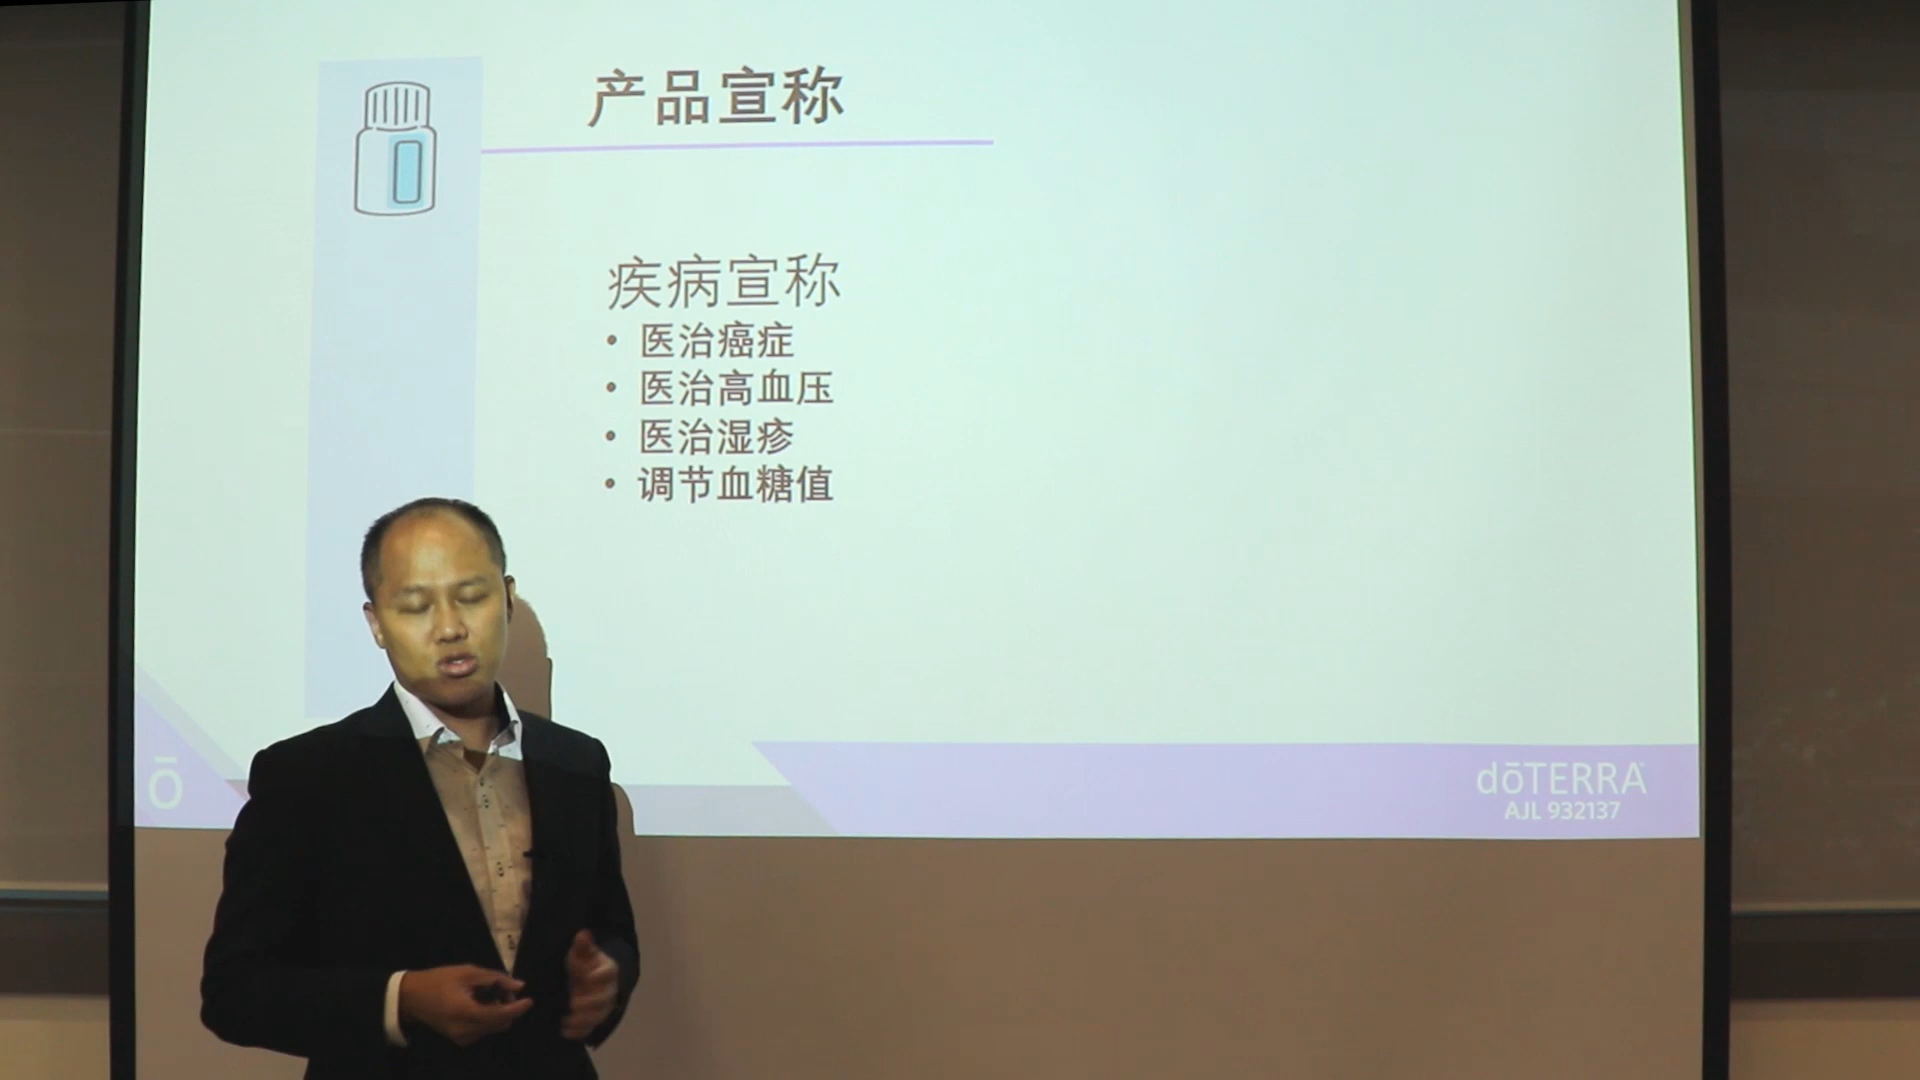 产品宣称
疾病宣称
• 医治癌症
• 医治高血压
• 医治湿疹
• 调节血糖值
ō
dōTERRA
AJL 932137